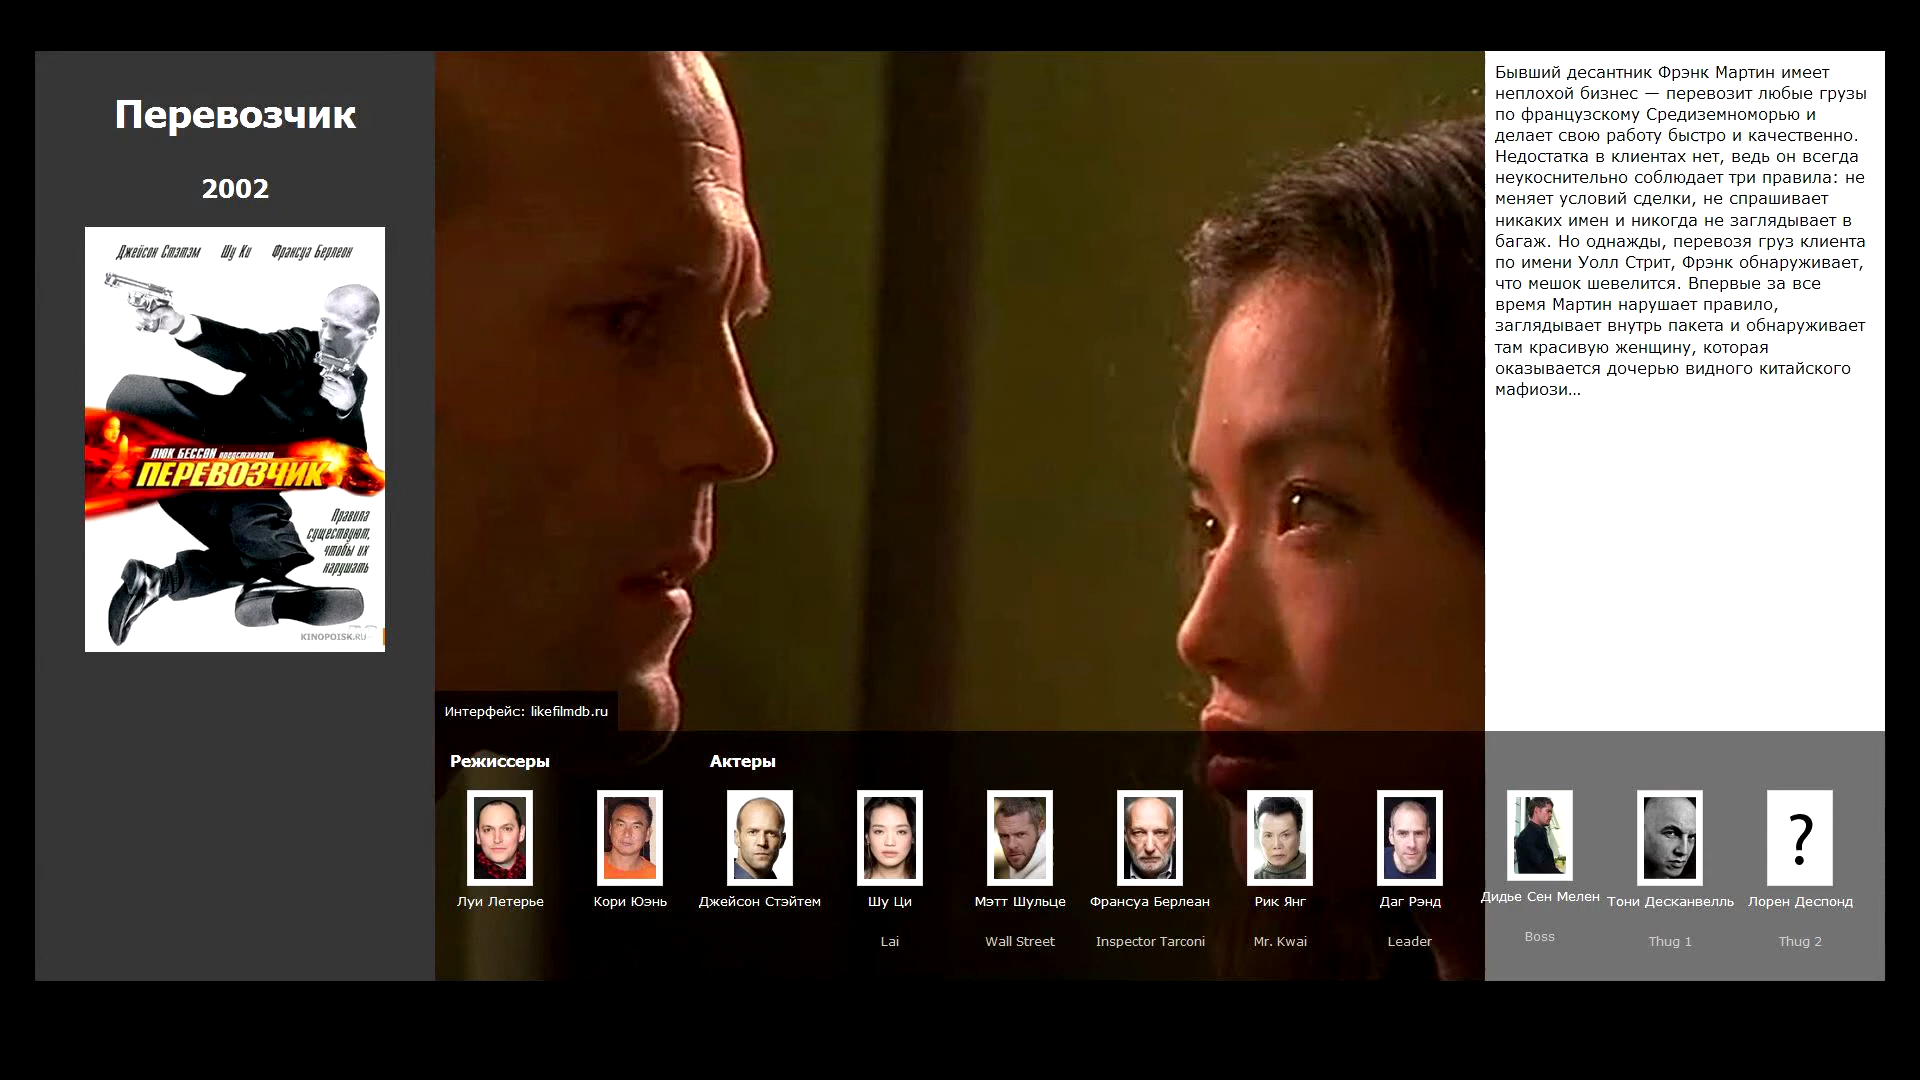 Перевозчик
2002
Джейсон Стэтэм Шу Ки Франсуа Берлеон
ЛЮК БЕССОН представляет
ПЕРЕВОЗЧИК
Правила
существуют,
чтобы их
нарушать
KINOPOISK.RU
Бывший десантник Фрэнк Мартин имеет
неплохой бизнес — перевозит любые грузы
по французскому Средиземноморью и
делает свою работу быстро и качественно.
Недостатка в клиентах нет, ведь он всегда
неукоснительно соблюдает три правила: не
меняет условий сделки, не спрашивает
никаких имен и никогда не заглядывает в
багаж. Но однажды, перевозя груз клиента
по имени Уолл Стрит, Фрэнк обнаруживает,
что мешок шевелится. Впервые за все
время Мартин нарушает правило,
заглядывает внутрь пакета и обнаруживает
там красивую женщину, которая
оказывается дочерью видного китайского
мафиози…
Интерфейс: likefilmdb.ru
Режиссеры Актеры
?
Луи Летерье Кори Юэнь Джейсон Стэйтем Шу Ци Мэтт Шульце Франсуа Берлеан Рик Янг Даг Рэнд Дидье Сен Мелен Тони Десканвелль Лорен Деспонд
Lai Wall Street Inspector Tarconi Mr. Kwai Leader Boss Thug 1 Thug 2